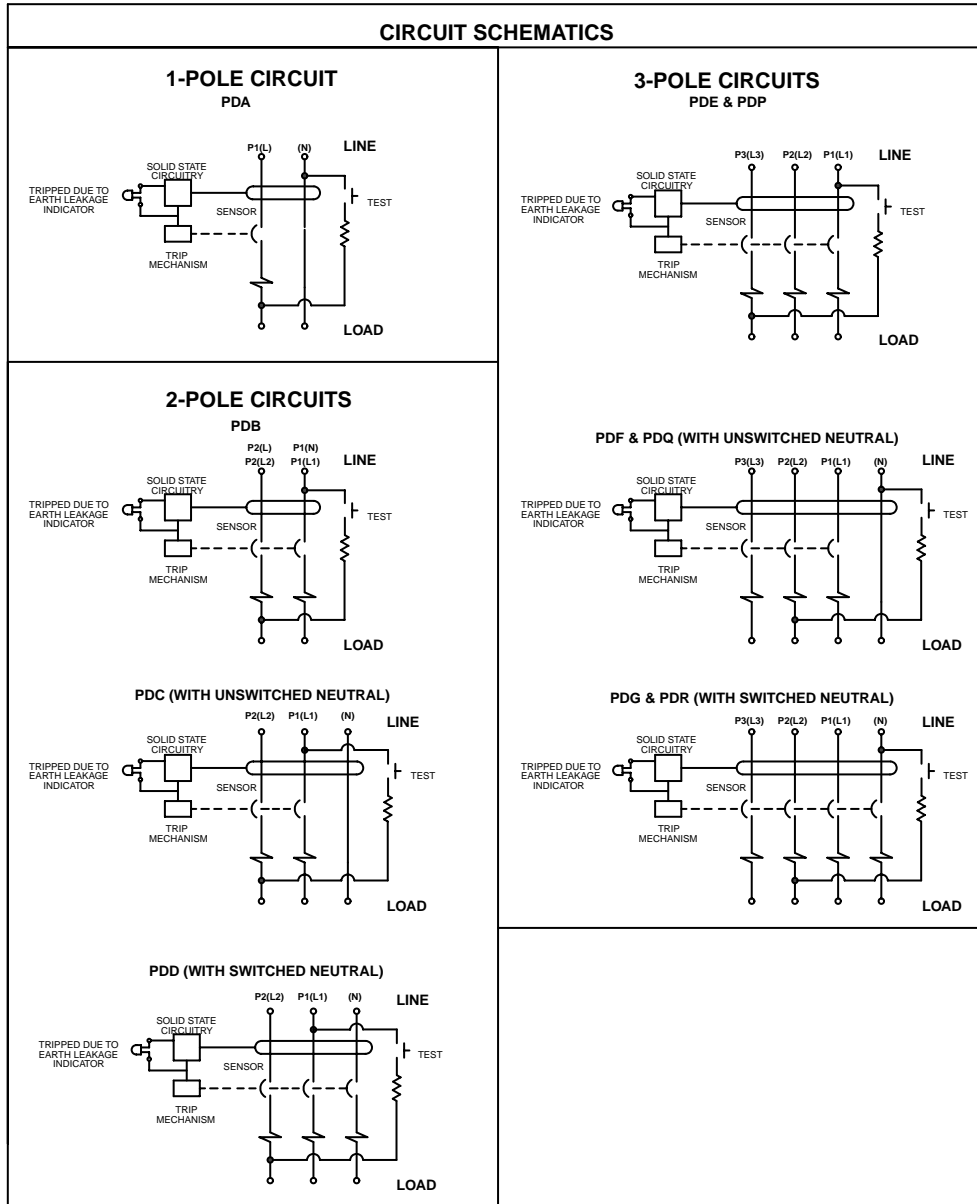 CIRCUIT SCHEMATICS
1-POLE CIRCUIT
PDA
P1(L) (N) LINE
SOLID STATE
CIRCUITRY
TRIPPED DUE TO
EARTH LEAKAGE
INDICATOR
SENSOR
TEST
TRIP
MECHANISM
LOAD
2-POLE CIRCUITS
PDB
P2(L) P1(N)
P2(L2) P1(L1) LINE
SOLID STATE
CIRCUITRY
TRIPPED DUE TO
EARTH LEAKAGE
INDICATOR
SENSOR
TEST
TRIP
MECHANISM
LOAD
PDC (WITH UNSWITCHED NEUTRAL)
P2(L2) P1(L1) (N) LINE
SOLID STATE
CIRCUITRY
TRIPPED DUE TO
EARTH LEAKAGE
INDICATOR
SENSOR
TEST
TRIP
MECHANISM
LOAD
PDD (WITH SWITCHED NEUTRAL)
P2(L2) P1(L1) (N) LINE
SOLID STATE
CIRCUITRY
TRIPPED DUE TO
EARTH LEAKAGE
INDICATOR
SENSOR
TEST
TRIP
MECHANISM
LOAD
3-POLE CIRCUITS
PDE & PDP
P3(L3) P2(L2) P1(L1) LINE
SOLID STATE
CIRCUITRY
TRIPPED DUE TO
EARTH LEAKAGE
INDICATOR
SENSOR
TEST
TRIP
MECHANISM
LOAD
PDF & PDQ (WITH UNSWITCHED NEUTRAL)
P3(L3) P2(L2) P1(L1) (N) LINE
SOLID STATE
CIRCUITRY
TRIPPED DUE TO
EARTH LEAKAGE
INDICATOR
SENSOR
TEST
TRIP
MECHANISM
LOAD
PDG & PDR (WITH SWITCHED NEUTRAL)
P3(L3) P2(L2) P1(L1) (N) LINE
SOLID STATE
CIRCUITRY
TRIPPED DUE TO
EARTH LEAKAGE
INDICATOR
SENSOR
TEST
TRIP
MECHANISM
LOAD